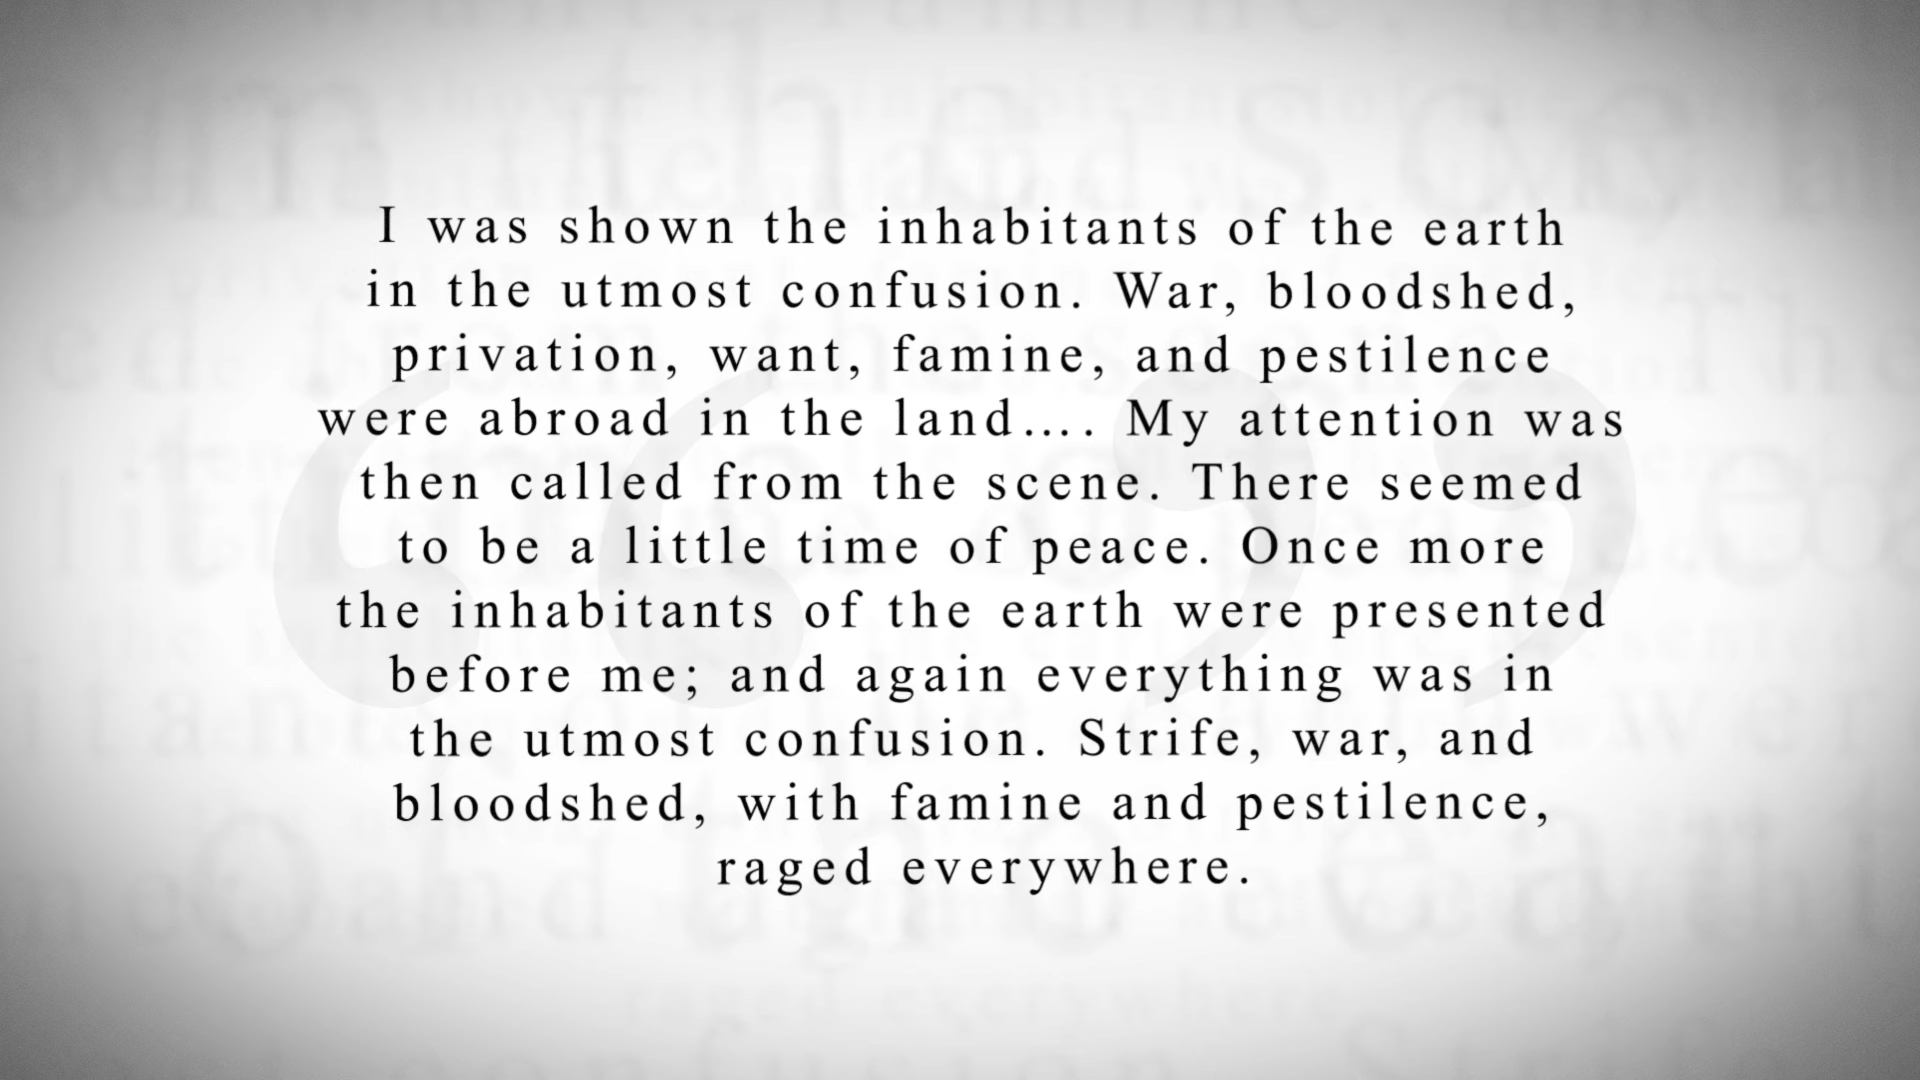 I was shown the inhabitants of the earth
in the utmost confusion. War, bloodshed,
privation, want, famine, and pestilence
were abroad in the land.... My attention was
then called from the scene. There seemed
to be a little time of peace. Once more
the inhabitants of the earth were presented
before me; and again everything was in
the utmost confusion. Strife, war, and
bloodshed, with famine and pestilence,
raged everywhere.